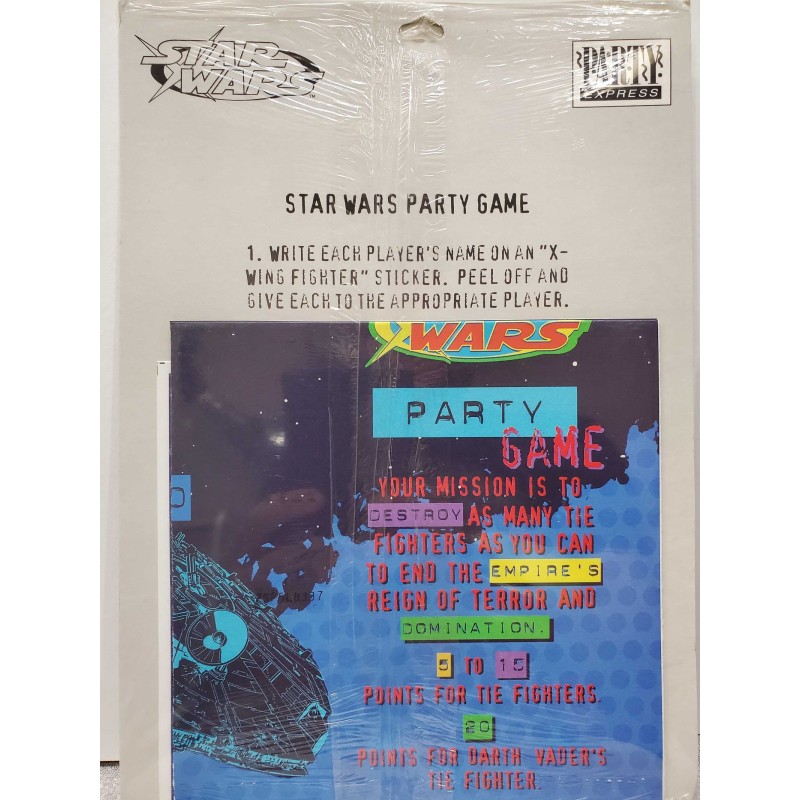 STAR
WARS
TM
PARTY
EXPRESS
STAR WARS PARTY GAME
1. WRITE EACH PLAYER'S NAME ON AN "X-
WING FIGHTER" STICKER. PEEL OFF AND
GIVE EACH TO THE APPROPRIATE PLAYER.
WARS
PARTY
GAME
YOUR MISSION IS TO
DESTROY AS MANY TIE
FIGHTERS AS YOU CAN
TO END THE EMPIRE'S
REIGN OF TERROR AND
DOMINATION.
5 TO 15
POINTS FOR TIE FIGHTERS.
20
POINTS FOR DARTH VADER'S
TIE FIGHTER.